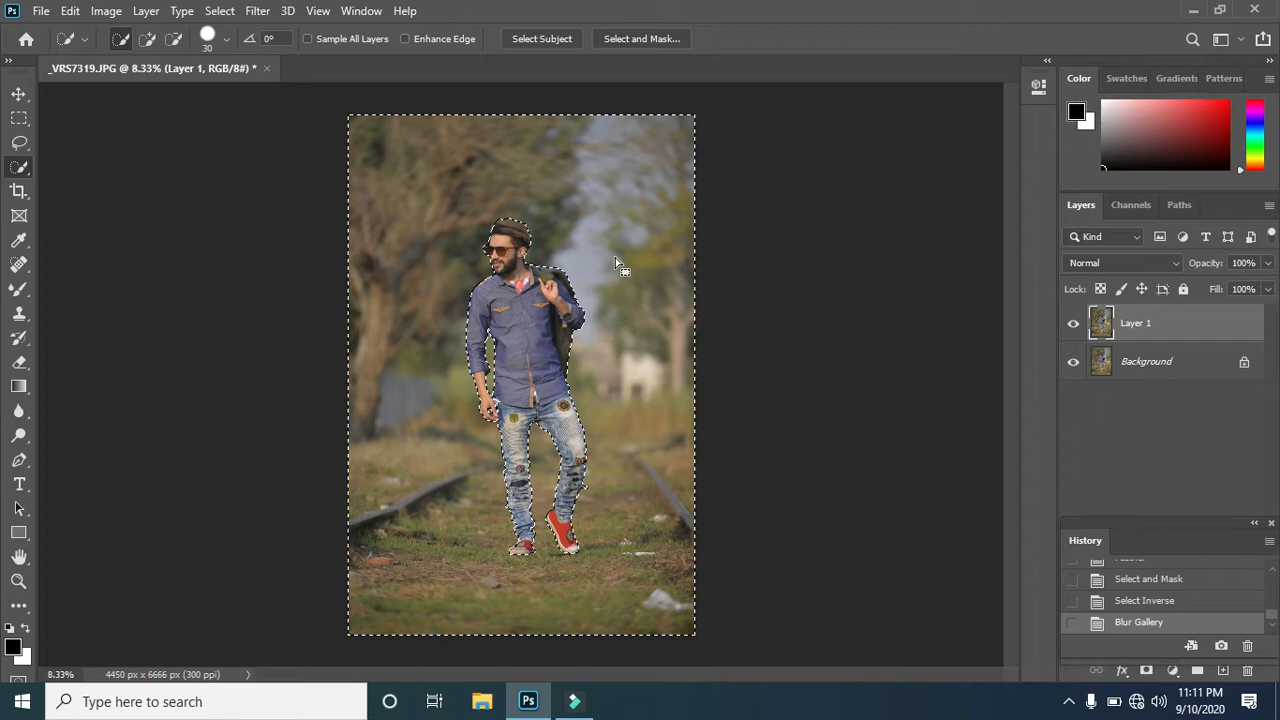 Ps File Edit Image Layer Type Select Filter 3D View Window Help
30 0° Sample All Layers Enhance Edge Select Subject Select and Mask...
_VRS7319.JPG @ 8.33% (Layer 1, RGB/8#) * ×
Color Swatches Gradients Patterns
Layers Channels Paths
Kind
Normal Opacity: 100%
Lock: Fill: 100%
Layer 1
Background
History
Select and Mask
Select Inverse
Blur Gallery
8.33% 4450 px x 6666 px (300 ppi)
Type here to search
Ps
11:11 PM
9/10/2020